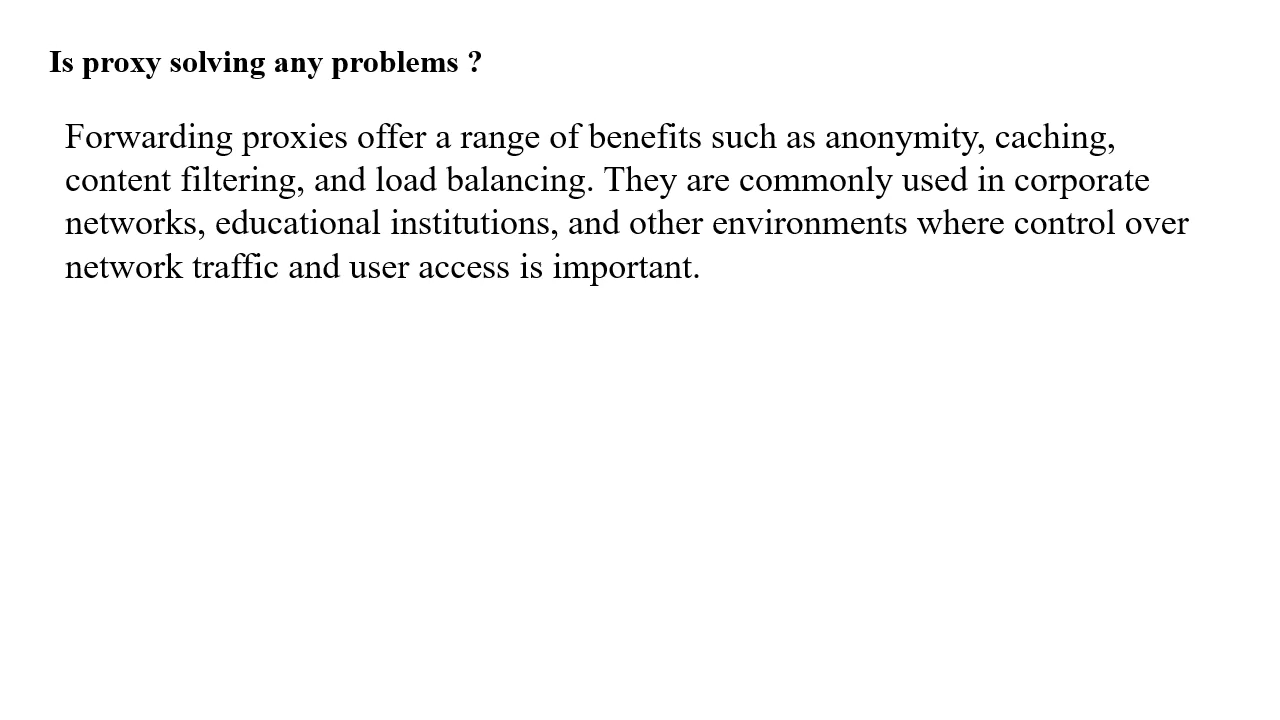 Is proxy solving any problems ?
Forwarding proxies offer a range of benefits such as anonymity, caching,
content filtering, and load balancing. They are commonly used in corporate
networks, educational institutions, and other environments where control over
network traffic and user access is important.